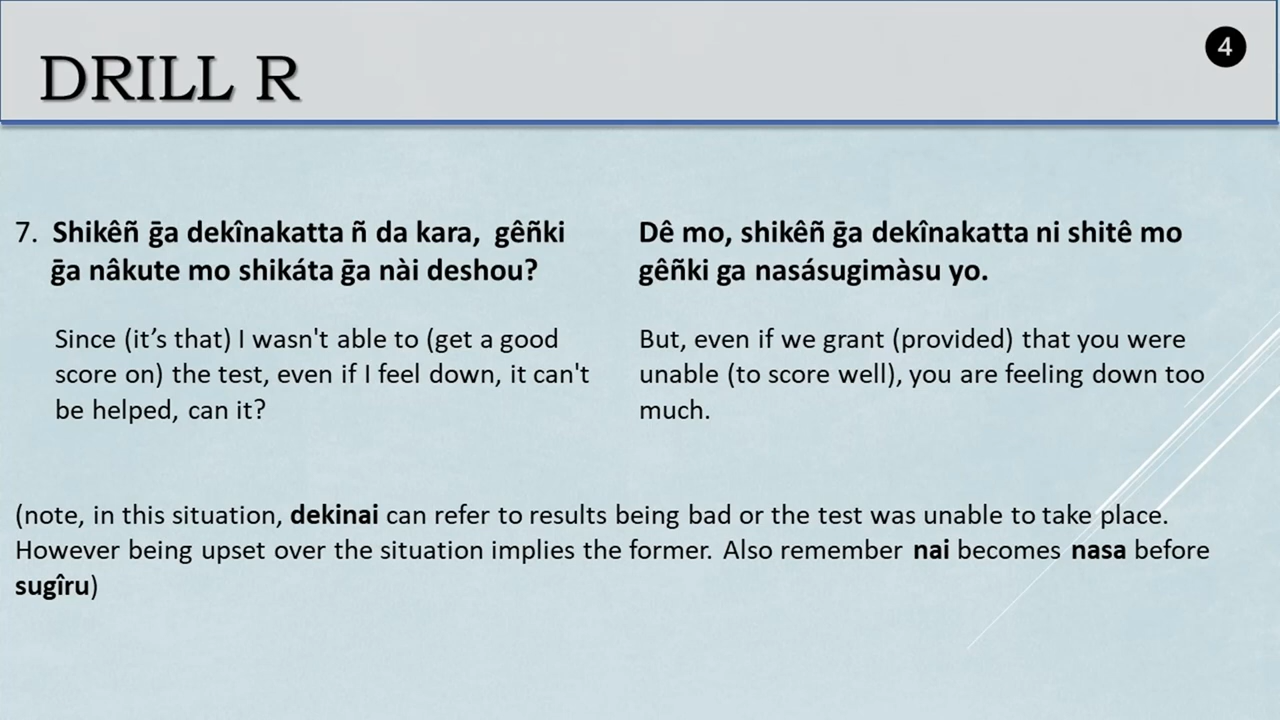 DRILL R
4
7. Shikêñ ḡa dekînakatta ñ da kara, gêñki
ḡa nâkute mo shikáta ḡa nài deshou?
Since (it’s that) I wasn't able to (get a good
score on) the test, even if I feel down, it can't
be helped, can it?
Dê mo, shikêñ ḡa dekînakatta ni shitê mo
gêñki ga nasásugimàsu yo.
But, even if we grant (provided) that you were
unable (to score well), you are feeling down too
much.
(note, in this situation, dekinai can refer to results being bad or the test was unable to take place.
However being upset over the situation implies the former. Also remember nai becomes nasa before
sugîru)